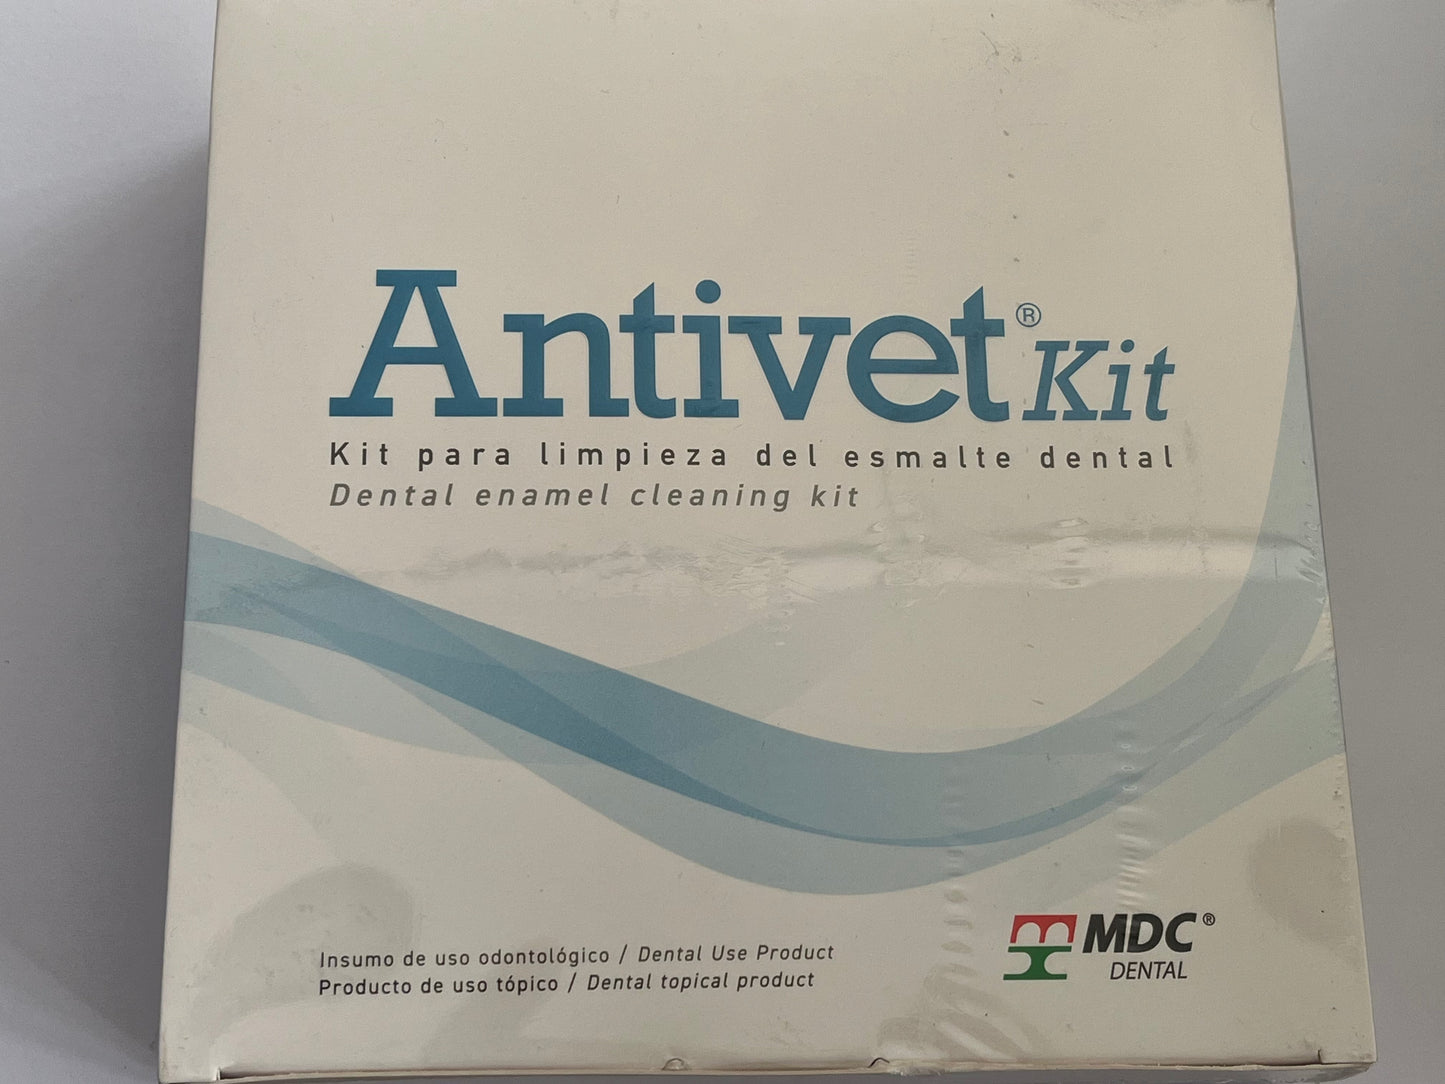 Antivet® Kit
Kit para limpieza del esmalte dental
Dental enamel cleaning kit
Insumo de uso odontológico / Dental Use Product
Producto de uso tópico / Dental topical product
MDC®
DENTAL